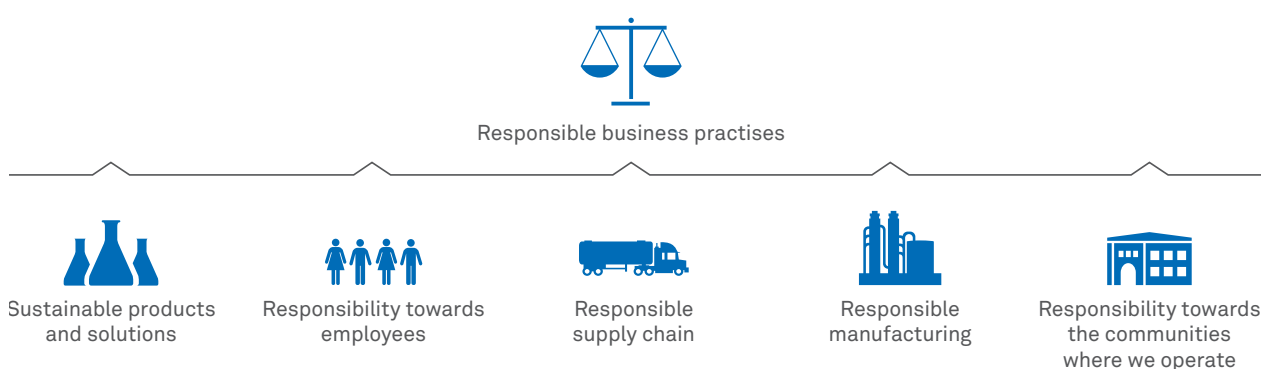 Responsible business practises
Sustainable products
and solutions
Responsibility towards
employees
Responsible
supply chain
Responsible
manufacturing
Responsibility towards
the communities
where we operate